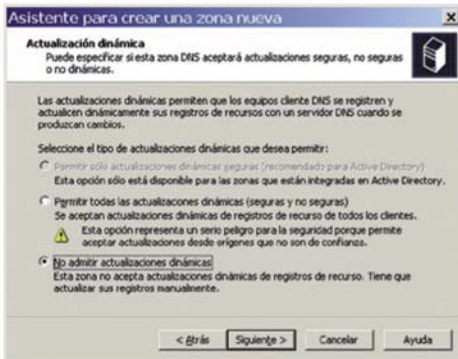 Asistente para crear una zona nueva
Actualización dinámica
Puede especificar si esta zona DNS aceptará actualizaciones seguras, no seguras
o no dinámicas.
Las actualizaciones dinámicas permiten que los equipos cliente DNS se registren y
actualicen dinámicamente sus registros de recursos con un servidor DNS cuando se
produzcan cambios.
Seleccione el tipo de actualizaciones dinámicas que desea permitir:
Permitir sólo actualizaciones dinámicas seguras (recomendado para Active Directory)
Esta opción sólo está disponible para las zonas que están integradas en Active Directory.
Permitir todas las actualizaciones dinámicas (seguras y no seguras)
Se aceptan actualizaciones dinámicas de registros de recurso de todos los clientes.
Esta opción representa un serio peligro para la seguridad porque permite
aceptar actualizaciones desde orígenes que no son de confianza.
No admitir actualizaciones dinámicas
Esta zona no acepta actualizaciones dinámicas de registros de recurso. Tiene que
actualizar sus registros manualmente.
< Atrás Siguiente > Cancelar Ayuda